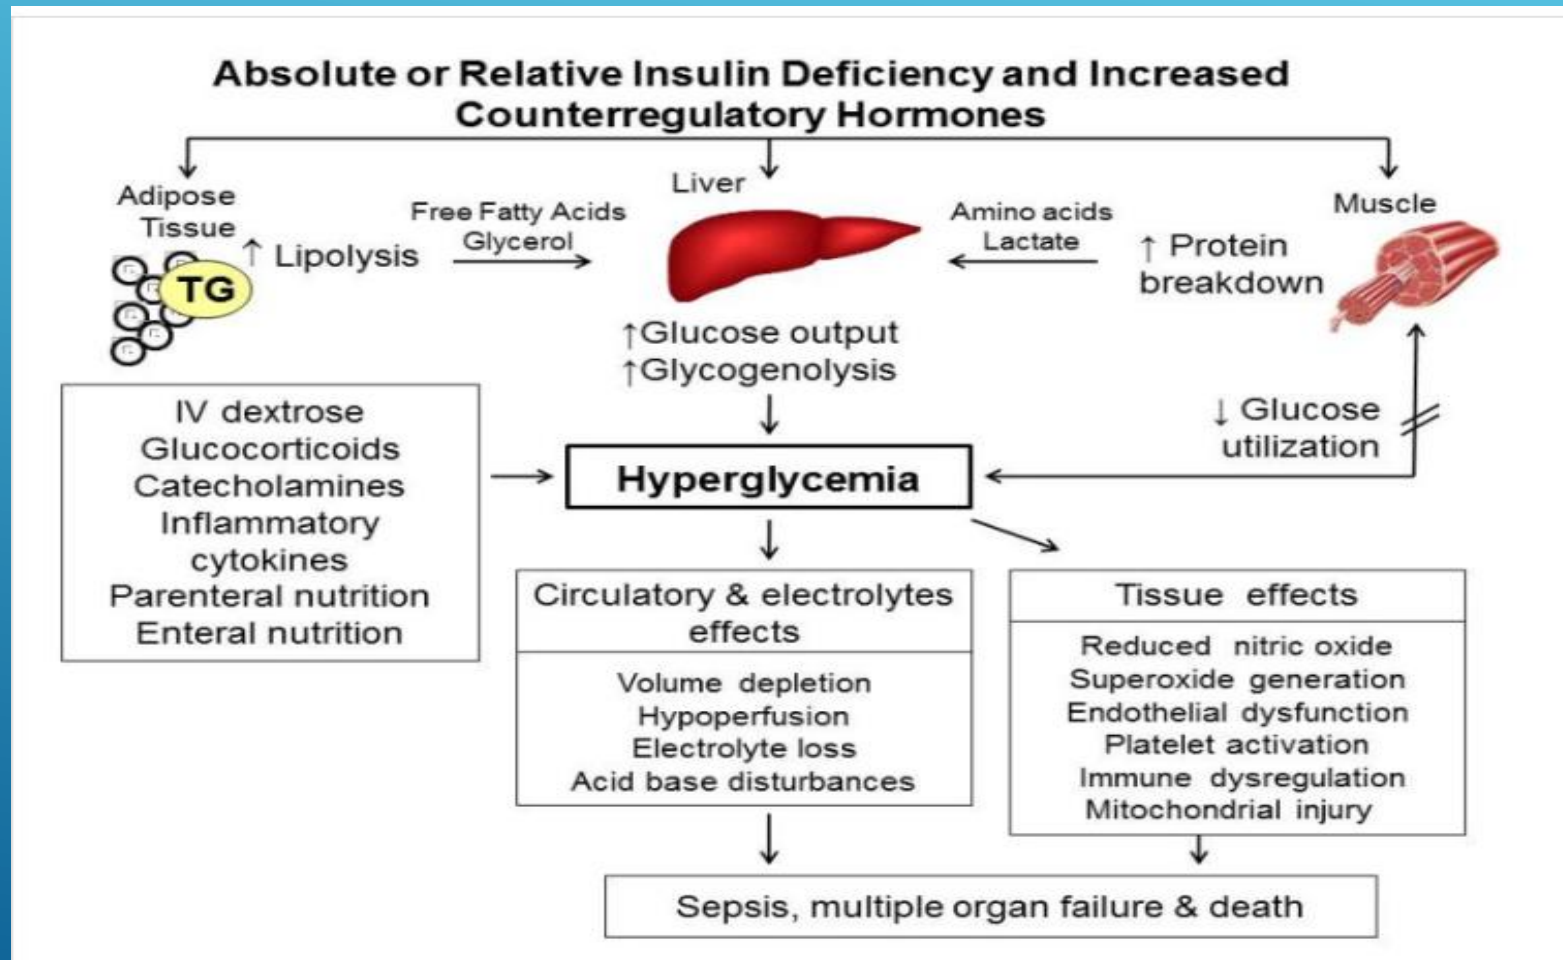 Absolute or Relative Insulin Deficiency and Increased
Counterregulatory Hormones
Adipose
Tissue
TG
↑ Lipolysis
Free Fatty Acids
Glycerol
Liver
Amino acids
Lactate
↑ Protein
breakdown
Muscle
↑Glucose output
↑Glycogenolysis
↓ Glucose
utilization
IV dextrose
Glucocorticoids
Catecholamines
Inflammatory
cytokines
Parenteral nutrition
Enteral nutrition
Hyperglycemia
Circulatory & electrolytes
effects
Volume depletion
Hypoperfusion
Electrolyte loss
Acid base disturbances
Tissue effects
Reduced nitric oxide
Superoxide generation
Endothelial dysfunction
Platelet activation
Immune dysregulation
Mitochondrial injury
Sepsis, multiple organ failure & death